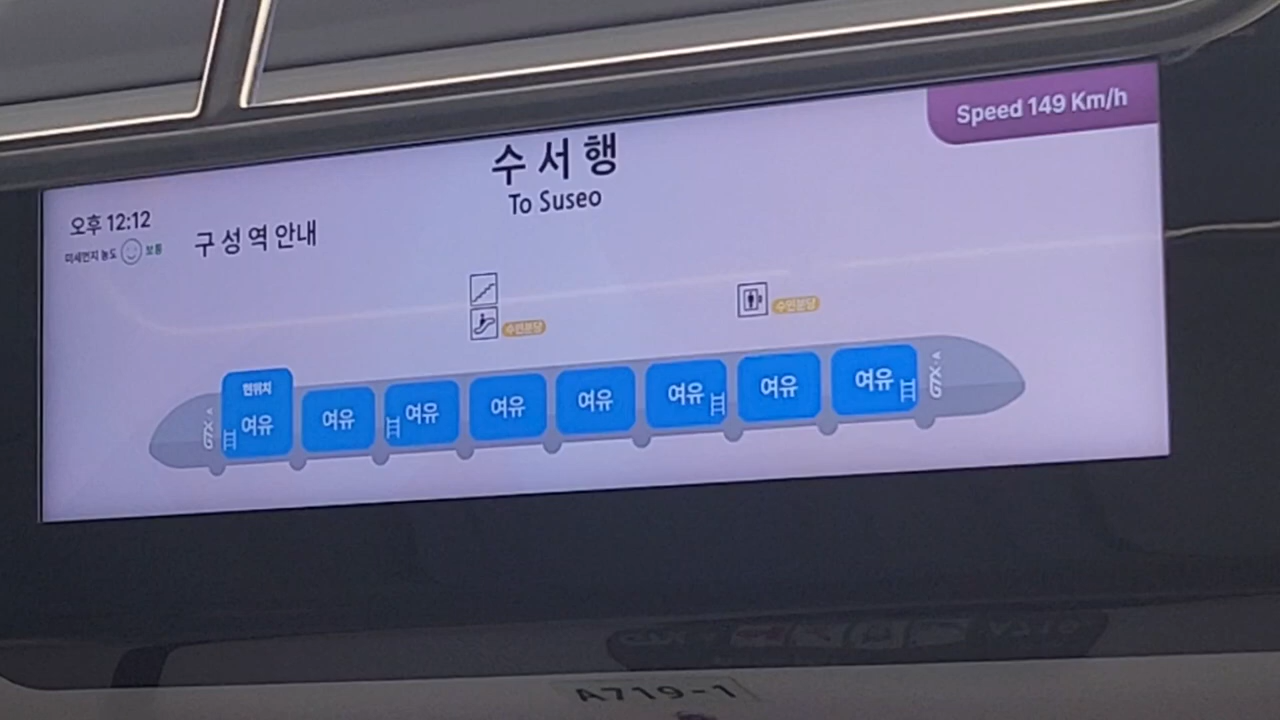 Speed 149 Km/h
수서행
To Suseo
오후 12:12
미세먼지 농도 보통
구성역 안내
수인분당
수인분당
현위치
GTX-A 여유 여유 여유 여유 여유 여유 여유 여유 GTX-A
A719-1